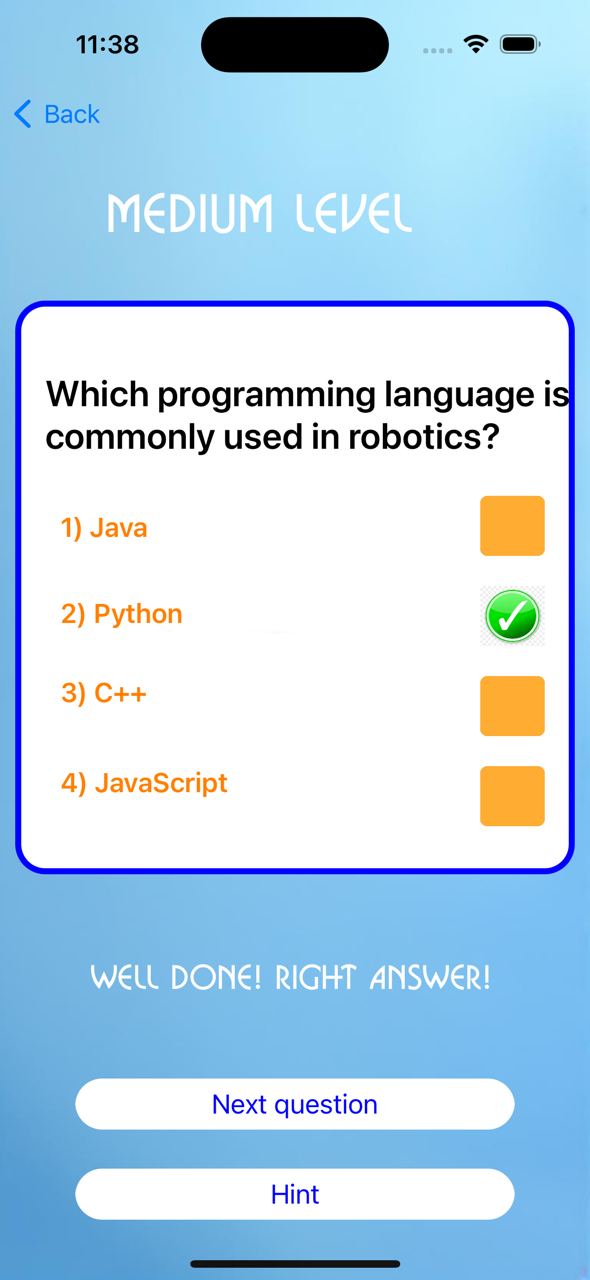 11:38
Back
MEDIUM LEVEL
Which programming language is
commonly used in robotics?
1) Java
2) Python
3) C++
4) JavaScript
WELL DONE! RIGHT ANSWER!
Next question
Hint